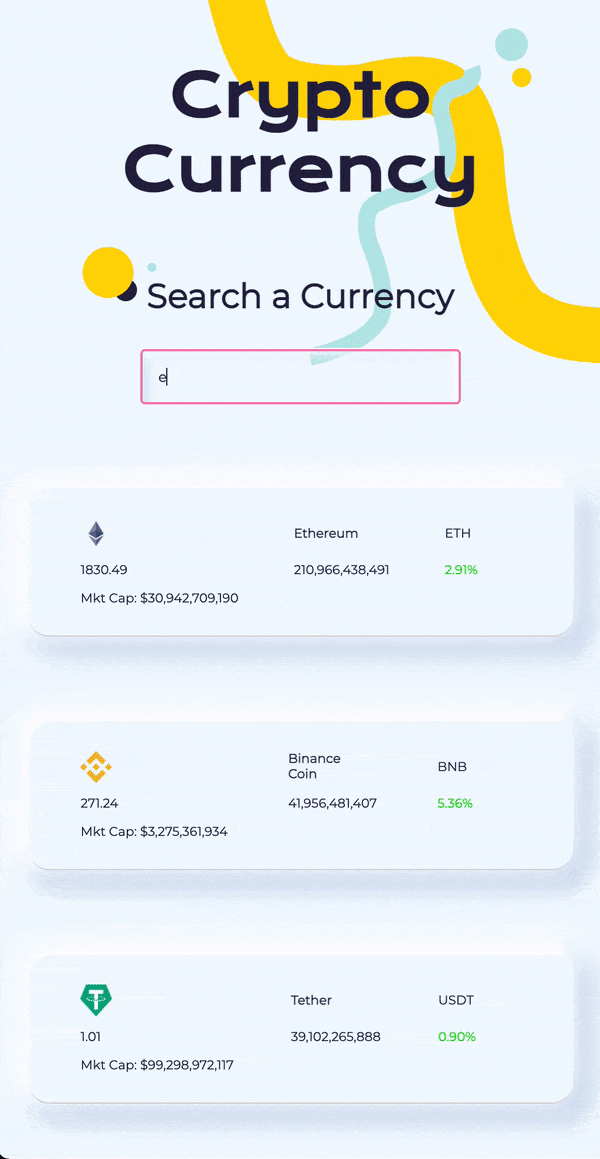 Crypto
Currency
Search a Currency
e
Ethereum ETH
1830.49 210,966,438,491 2.91%
Mkt Cap: $30,942,709,190
Binance
Coin
BNB
271.24 41,956,481,407 5.36%
Mkt Cap: $3,275,361,934
Tether USDT
1.01 39,102,265,888 0.90%
Mkt Cap: $99,298,972,117